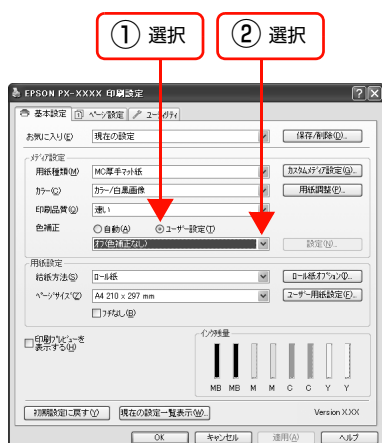 ① 選択
② 選択
EPSON PX-XXXX 印刷設定
基本設定 ページ設定 ユーティリティ
お気に入り(E) 現在の設定 保存/削除(D)...
メディア設定
用紙種類(M) MC厚手マット紙 カスタムメディア設定(G)...
カラー(C) カラー/白黒画像 用紙調整(P)...
印刷品質(Q) 速い
色補正 自動(A) ユーザー設定(T)
オフ(色補正なし) 設定(N)...
用紙設定
給紙方法(S) ロール紙 ロール紙オプション(J)...
ページサイズ(Z) A4 210 x 297 mm ユーザー用紙設定(F)...
フチなし(B)
印刷プレビューを
表示する(H)
インク残量
MB MB M M C C Y Y
初期設定に戻す(Y) 現在の設定一覧表示(W)... Version X.XX
OK キャンセル 適用(A) ヘルプ